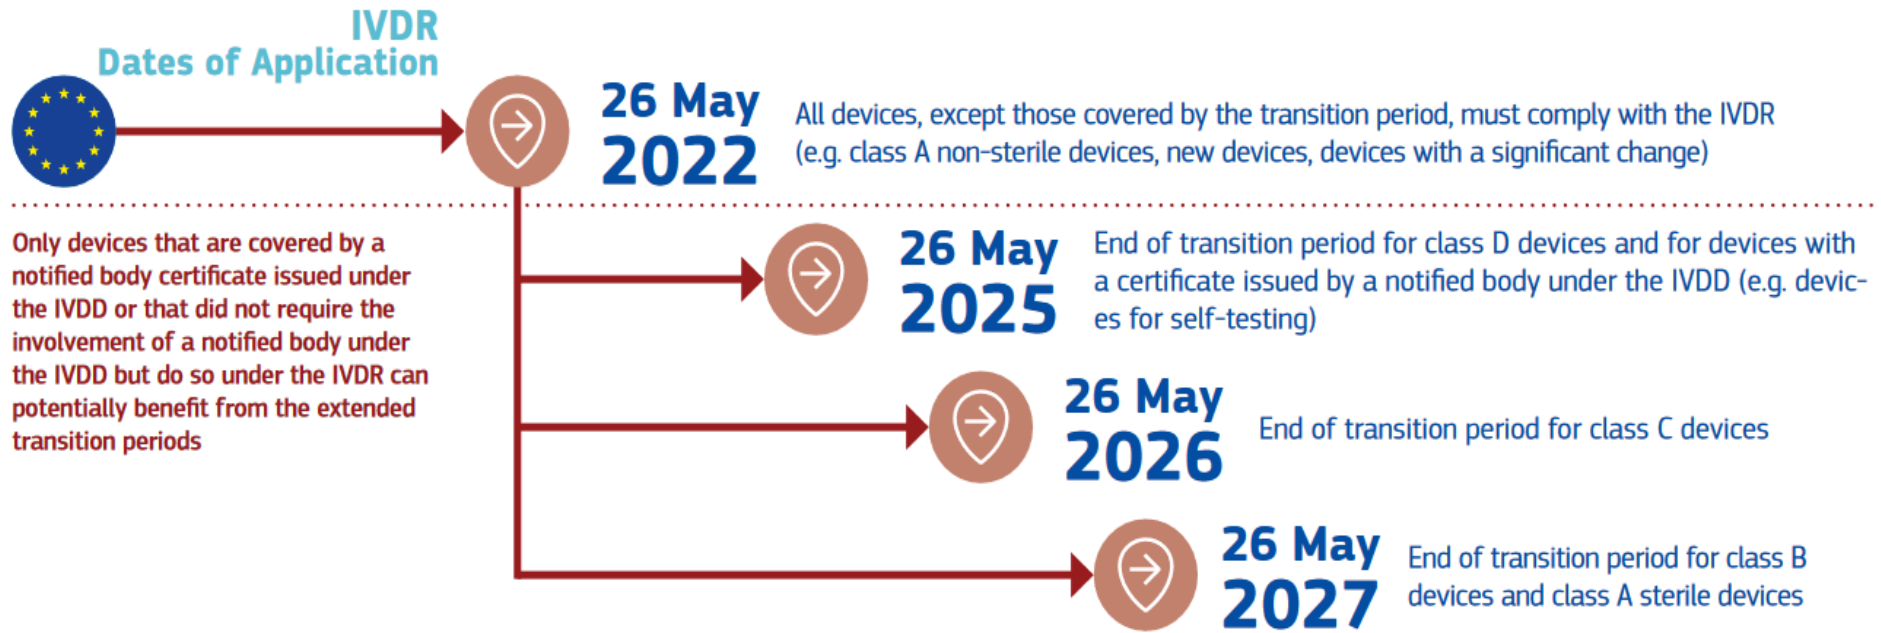 IVDR
Dates of Application
26 May
2022
All devices, except those covered by the transition period, must comply with the IVDR
(e.g. class A non-sterile devices, new devices, devices with a significant change)
Only devices that are covered by a
notified body certificate issued under
the IVDD or that did not require the
involvement of a notified body under
the IVDD but do so under the IVDR can
potentially benefit from the extended
transition periods
26 May
2025
End of transition period for class D devices and for devices with
a certificate issued by a notified body under the IVDD (e.g. devic-
es for self-testing)
26 May
2026
End of transition period for class C devices
26 May
2027
End of transition period for class B
devices and class A sterile devices